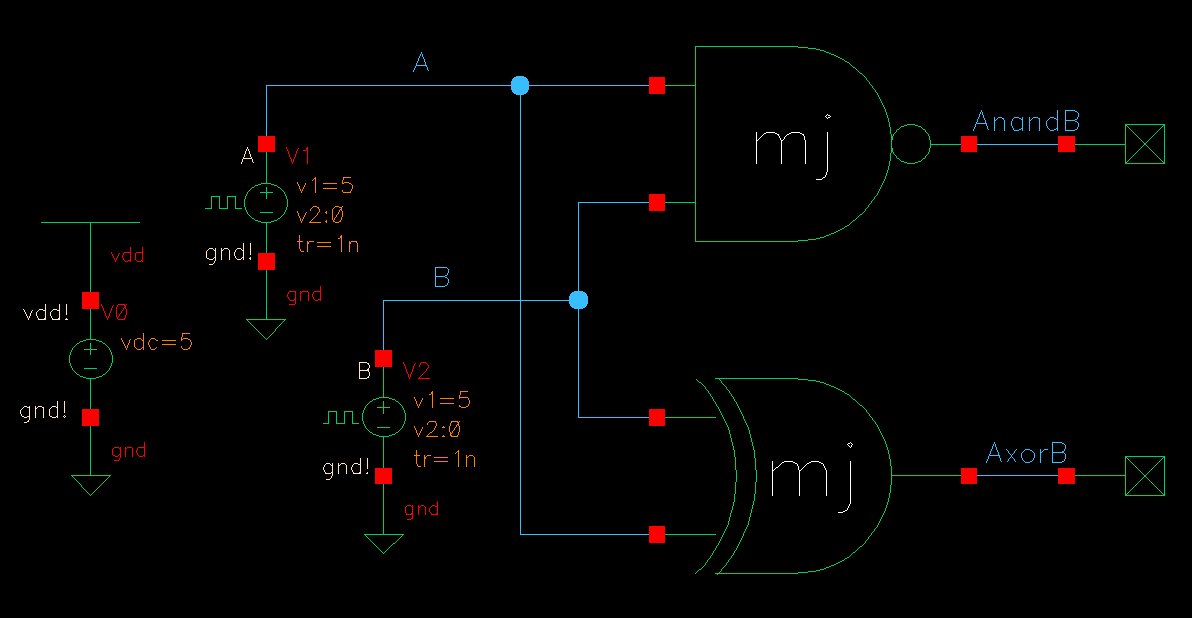 A
A
V1
v1=5
v2:0
tr=1n
gnd!
gnd
vdd
vdd!
V0
vdc=5
gnd!
gnd
B
B
V2
v1=5
v2:0
tr=1n
gnd!
gnd
mj
AnandB
mj
AxorB